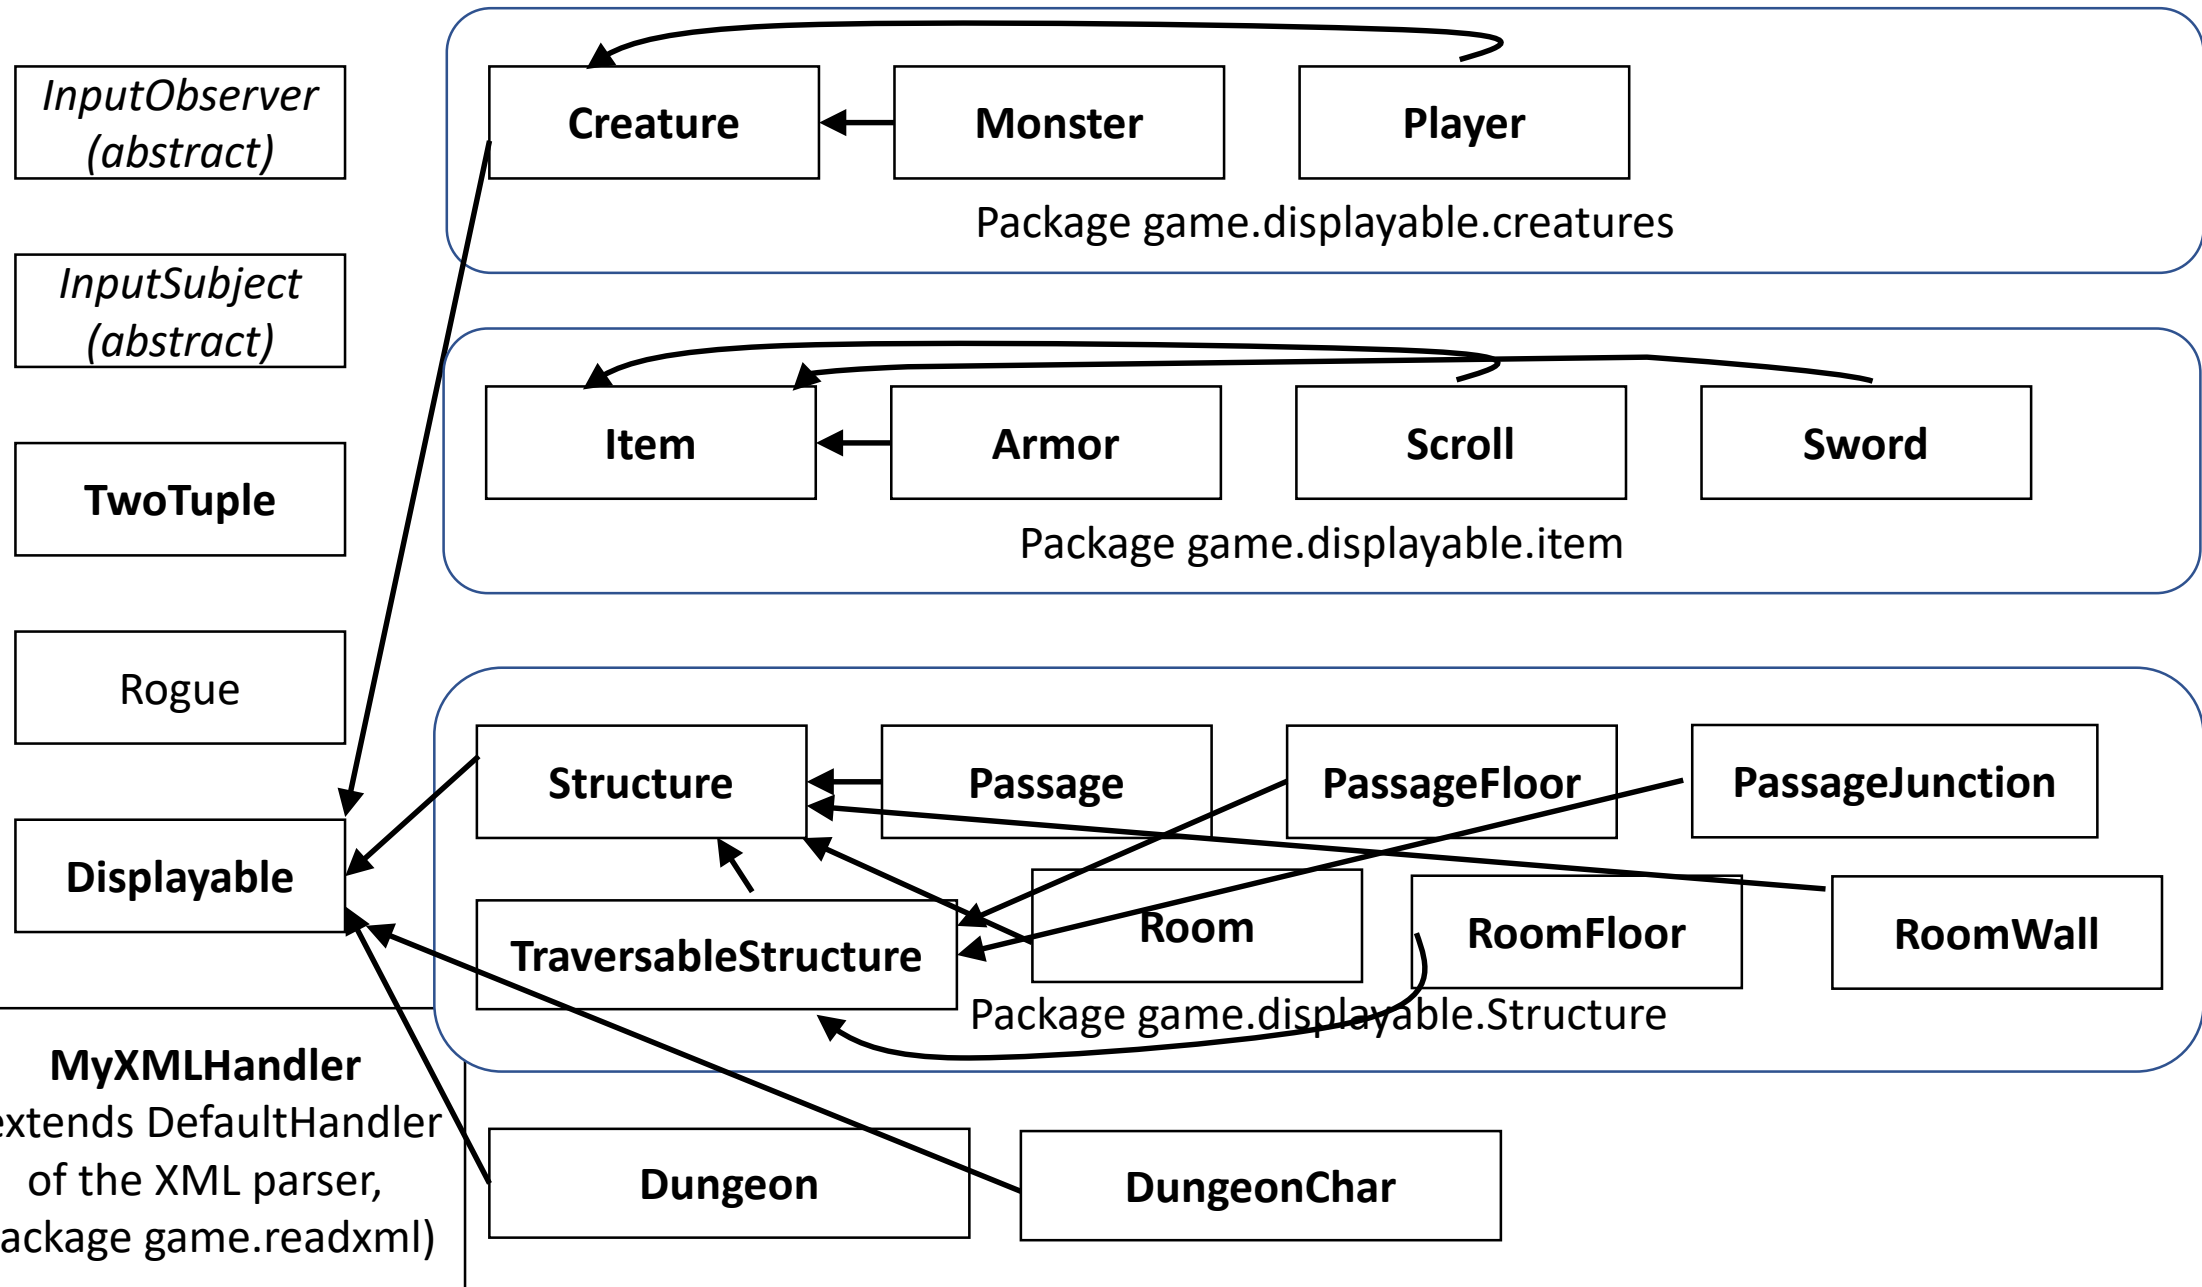 InputObserver
(abstract)
Creature
Monster
Player
Package game.displayable.creatures
InputSubject
(abstract)
Item
Armor
Scroll
Sword
Package game.displayable.item
TwoTuple
Rogue
Structure
Passage
PassageFloor
PassageJunction
Displayable
TraversableStructure
Room
RoomFloor
RoomWall
Package game.displayable.Structure
MyXMLHandler
extends DefaultHandler
of the XML parser,
ackage game.readxml)
Dungeon
DungeonChar